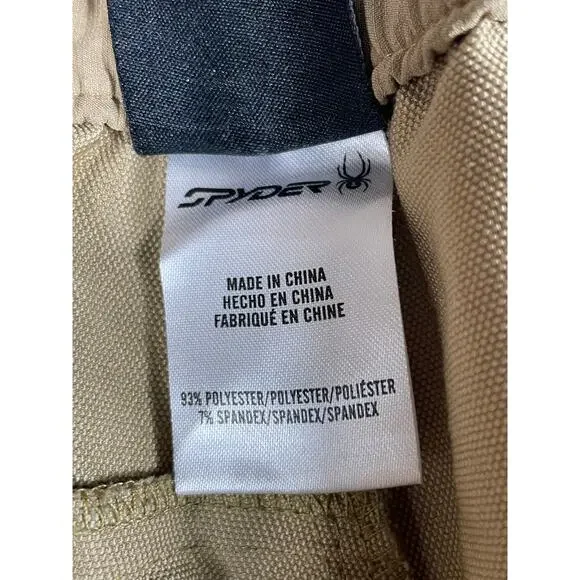 SPYDER
MADE IN CHINA
HECHO EN CHINA
FABRIQUÉ EN CHINE
93% POLYESTER/POLYESTER/POLIÉSTER
7% SPANDEX/SPANDEX/SPANDEX